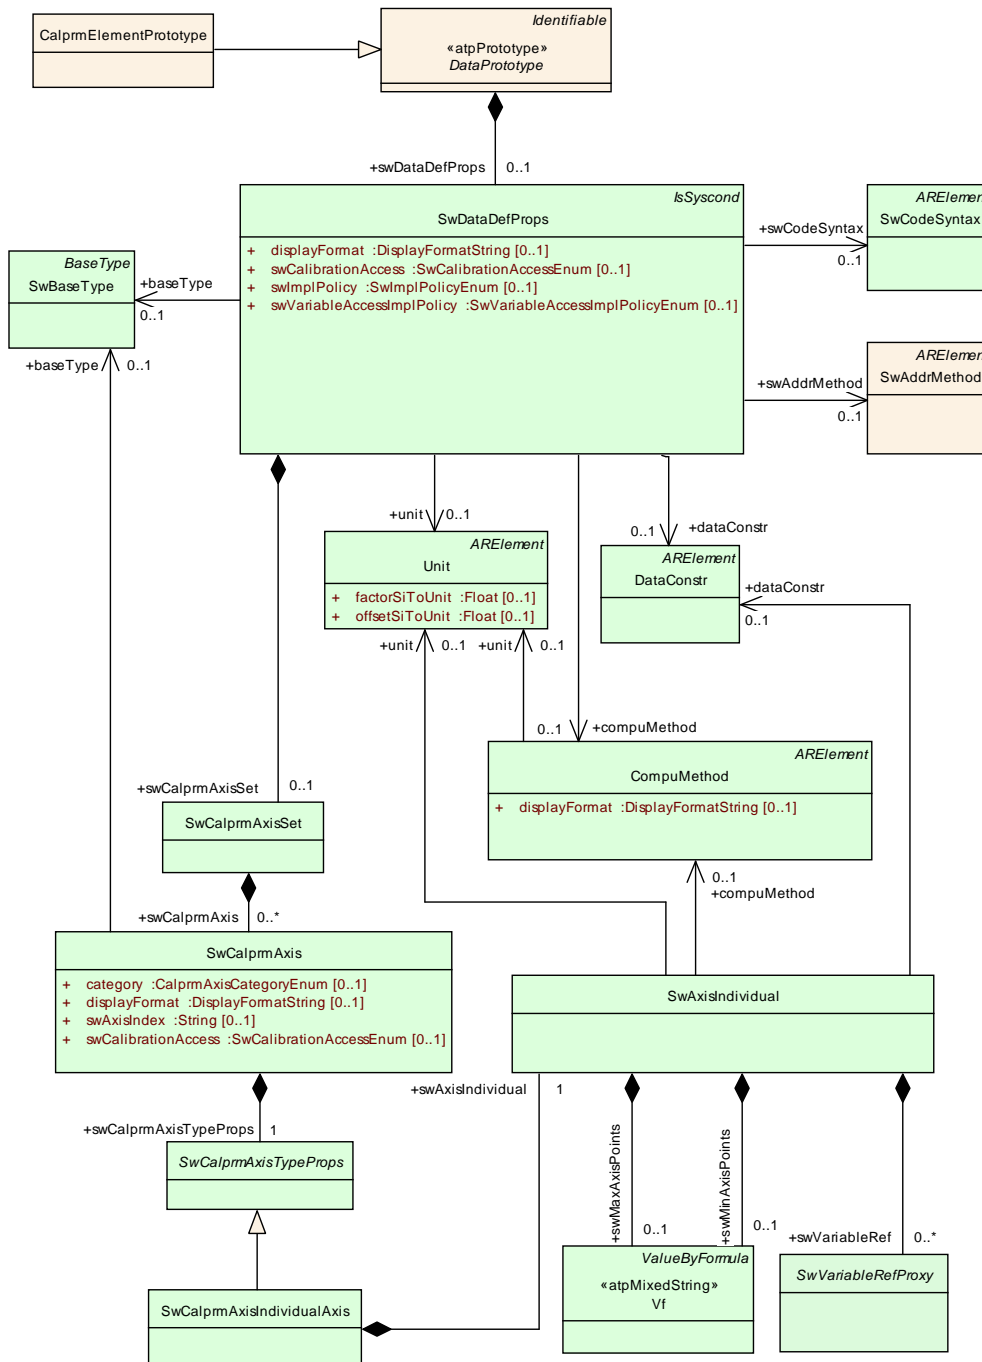 CalprmElementPrototype
Identifiable
«atpPrototype»
DataPrototype
+swDataDefProps
0..1
IsSyscond
SwDataDefProps
+ displayFormat :DisplayFormatString [0..1]
+ swCalibrationAccess :SwCalibrationAccessEnum [0..1]
+ swImplPolicy :SwImplPolicyEnum [0..1]
+ swVariableAccessImplPolicy :SwVariableAccessImplPolicyEnum [0..1]
ARElement
SwCodeSyntax
+swCodeSyntax
0..1
BaseType
SwBaseType
+baseType
0..1
+baseType
0..1
ARElement
SwAddrMethod
+swAddrMethod
0..1
+unit
0..1
ARElement
Unit
+ factorSiToUnit :Float [0..1]
+ offsetSiToUnit :Float [0..1]
0..1
+dataConstr
ARElement
DataConstr
+dataConstr
0..1
+unit
0..1
+unit
0..1
0..1
+compuMethod
ARElement
CompuMethod
+ displayFormat :DisplayFormatString [0..1]
+swCalprmAxisSet
0..1
SwCalprmAxisSet
0..1
+compuMethod
+swCalprmAxis
0..*
SwCalprmAxis
+ category :CalprmAxisCategoryEnum [0..1]
+ displayFormat :DisplayFormatString [0..1]
+ swAxisIndex :String [0..1]
+ swCalibrationAccess :SwCalibrationAccessEnum [0..1]
SwAxisIndividual
+swAxisIndividual
1
+swCalprmAxisTypeProps
1
SwCalprmAxisTypeProps
+swMaxAxisPoints
0..1
+swMinAxisPoints
0..1
+swVariableRef
0..*
ValueByFormula
«atpMixedString»
Vf
SwVariableRefProxy
SwCalprmAxisIndividualAxis